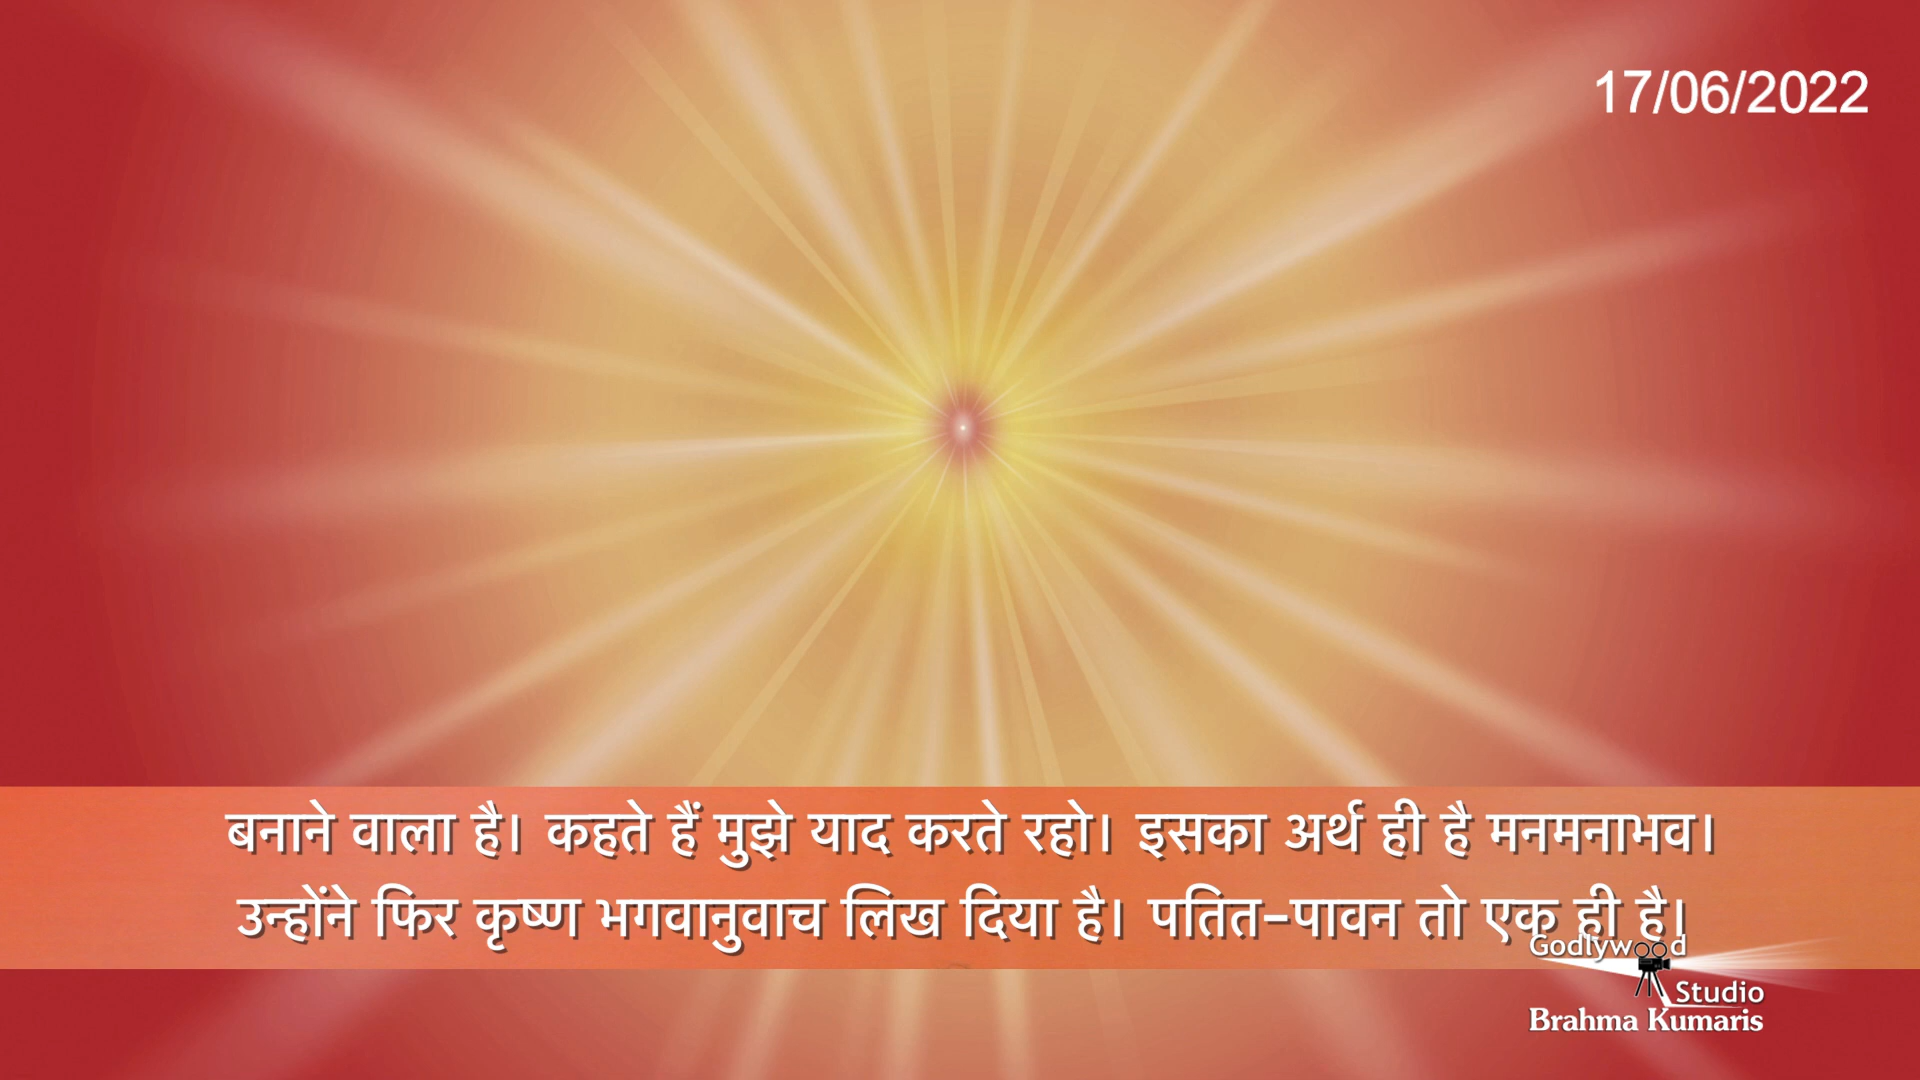 17/06/2022
बनाने वाला है। कहते हैं मुझे याद करते रहो। इसका अर्थ ही है मनमनाभव।
उन्होंने फिर कृष्ण भगवानुवाच लिख दिया है। पतित-पावन तो एक ही है।
Godlywood
Studio
Brahma Kumaris